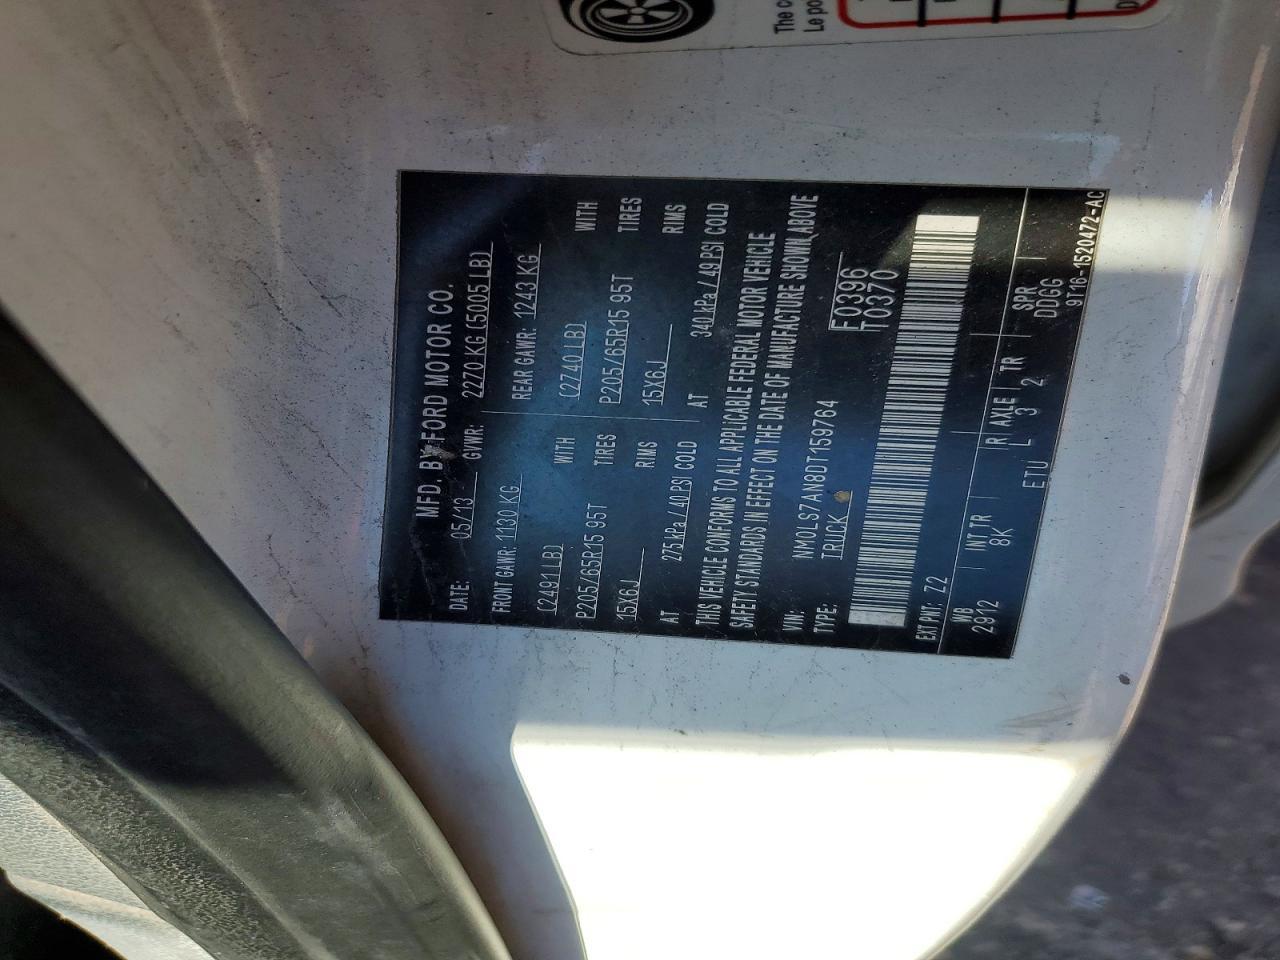 The c
Le po
MFD. BY FORD MOTOR CO.
DATE: 05/13 GVWR: 2270 KG (5005 LB)
FRONT GAWR: 1130 KG REAR GAWR: 1243 KG
(2491 LB) WITH (2740 LB) WITH
P205/65R15 95T TIRES P205/65R15 95T TIRES
15X6J RIMS 15X6J RIMS
AT 275 kPa / 40 PSI COLD AT 340 kPa / 49 PSI COLD
THIS VEHICLE CONFORMS TO ALL APPLICABLE FEDERAL MOTOR VEHICLE
SAFETY STANDARDS IN EFFECT ON THE DATE OF MANUFACTURE SHOWN ABOVE
VIN: NM0LS7AN8DT159764 F0396
TYPE: TRUCK T0370
EXT PNT: Z2
WB INT TR R AXLE TR SPR
2912 8K ETU L 3 2 DDGG
9T16-1520472-AC